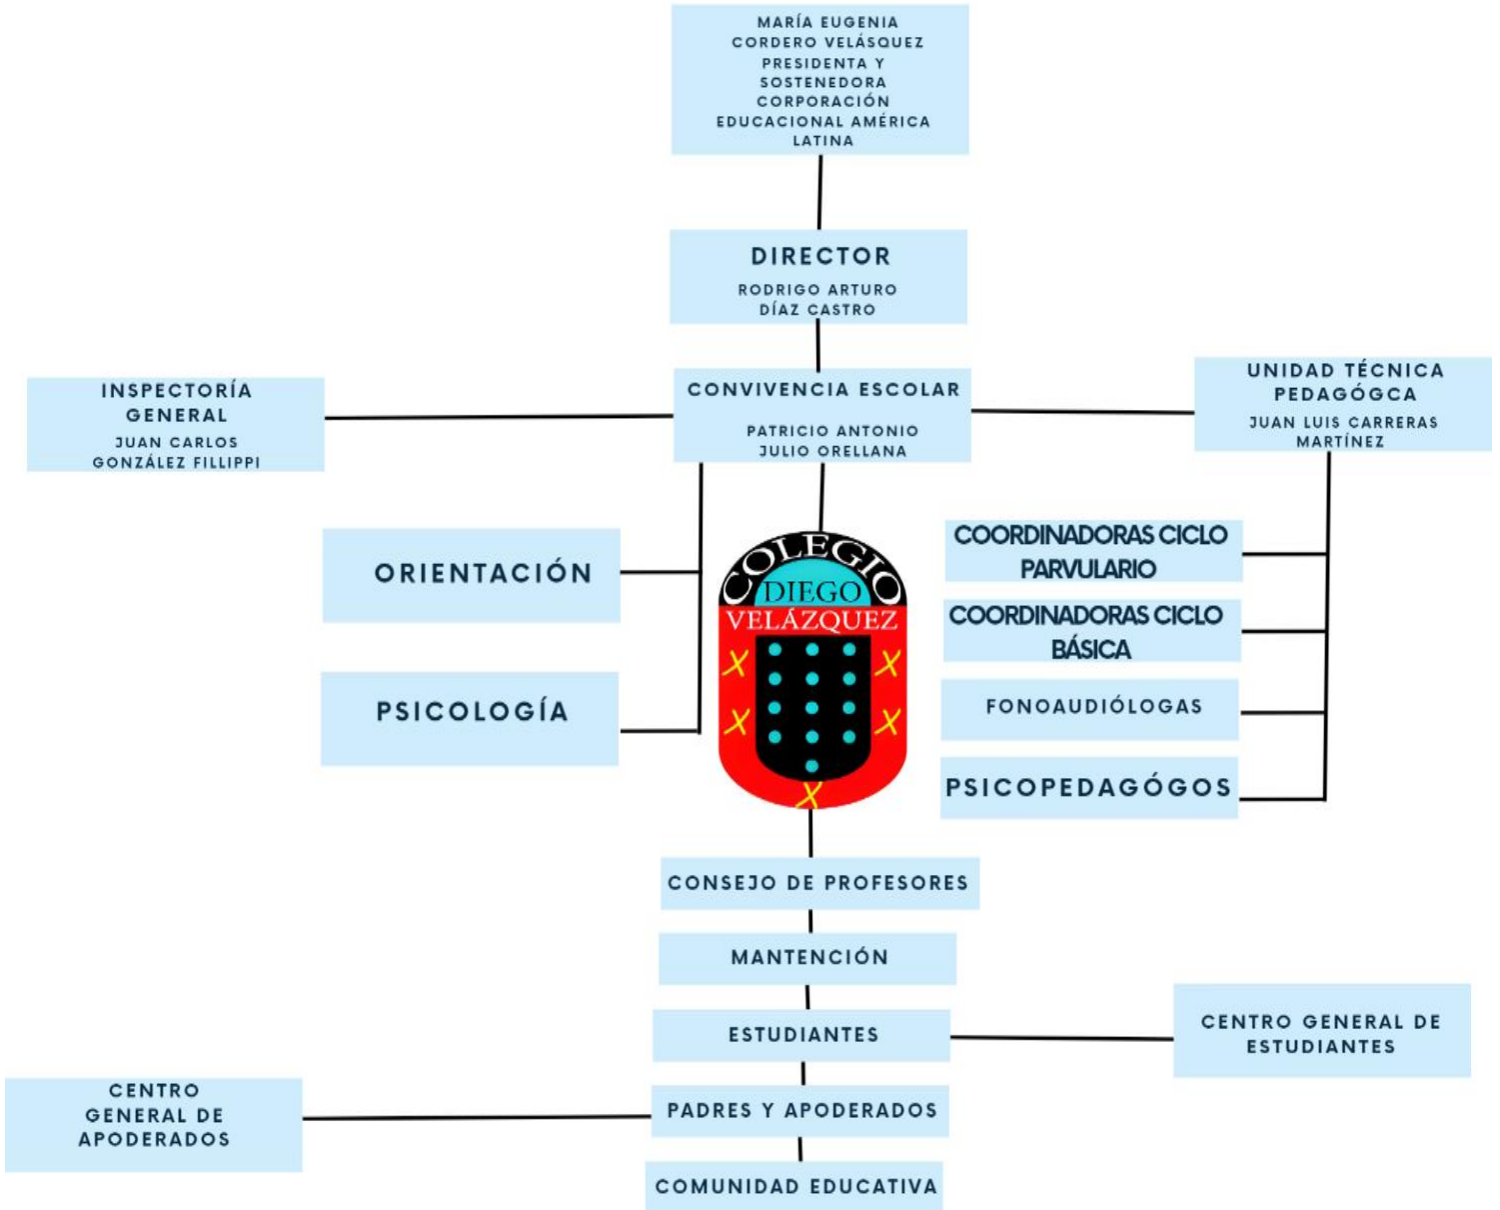 MARÍA EUGENIA
CORDERO VELÁSQUEZ
PRESIDENTA Y
SOSTENEDORA
CORPORACIÓN
EDUCACIONAL AMÉRICA
LATINA
DIRECTOR
RODRIGO ARTURO
DÍAZ CASTRO
INSPECTORÍA
GENERAL
JUAN CARLOS
GONZÁLEZ FILLIPPI
CONVIVENCIA ESCOLAR
PATRICIO ANTONIO
JULIO ORELLANA
UNIDAD TÉCNICA
PEDAGÓGCA
JUAN LUIS CARRERAS
MARTÍNEZ
ORIENTACIÓN
PSICOLOGÍA
COLEGIO
DIEGO
VELÁZQUEZ
COORDINADORAS CICLO
PARVULARIO
COORDINADORAS CICLO
BÁSICA
FONOAUDIÓLOGAS
PSICOPEDAGÓGOS
CONSEJO DE PROFESORES
MANTENCIÓN
ESTUDIANTES
CENTRO GENERAL DE
ESTUDIANTES
CENTRO
GENERAL DE
APODERADOS
PADRES Y APODERADOS
COMUNIDAD EDUCATIVA